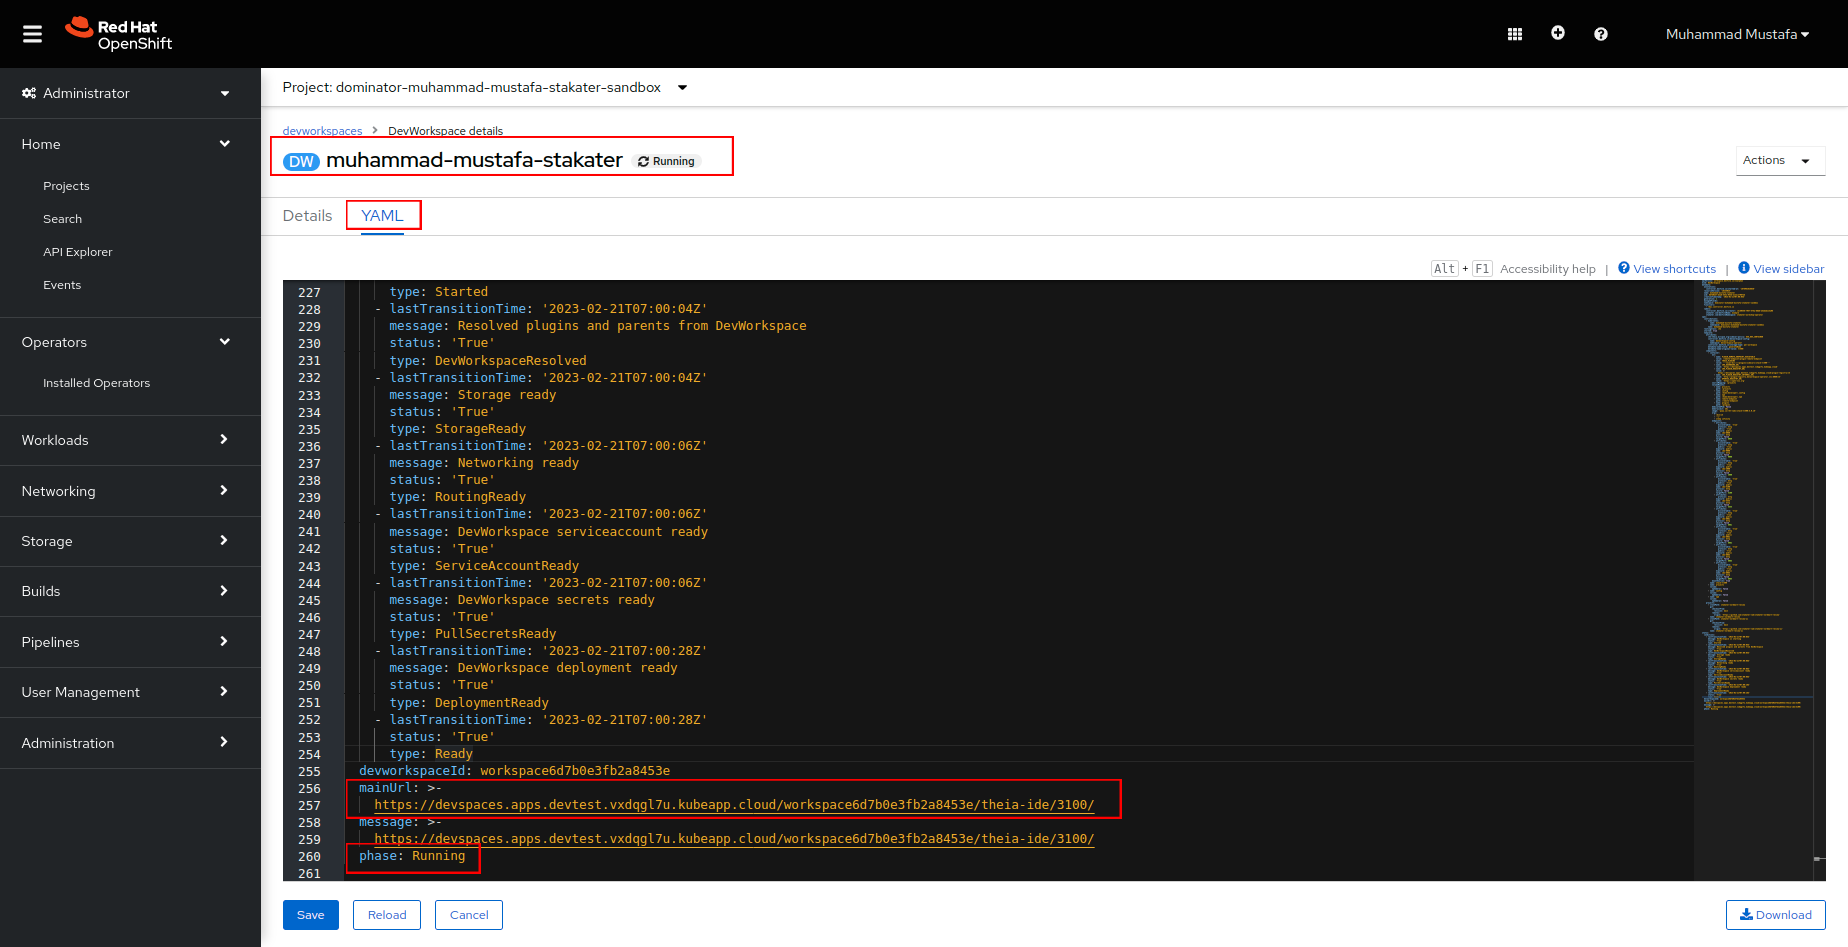 Red Hat
OpenShift
Muhammad Mustafa
Administrator
Home
Projects
Search
API Explorer
Events
Operators
Installed Operators
Workloads
Networking
Storage
Builds
Pipelines
User Management
Administration
Project: dominator-muhammad-mustafa-stakater-sandbox
devworkspaces > DevWorkspace details
DW muhammad-mustafa-stakater Running
Actions
Details YAML
Alt + F1 Accessibility help | View shortcuts | View sidebar
227 type: Started
228 - lastTransitionTime: '2023-02-21T07:00:04Z'
229 message: Resolved plugins and parents from DevWorkspace
230 status: 'True'
231 type: DevWorkspaceResolved
232 - lastTransitionTime: '2023-02-21T07:00:04Z'
233 message: Storage ready
234 status: 'True'
235 type: StorageReady
236 - lastTransitionTime: '2023-02-21T07:00:06Z'
237 message: Networking ready
238 status: 'True'
239 type: RoutingReady
240 - lastTransitionTime: '2023-02-21T07:00:06Z'
241 message: DevWorkspace serviceaccount ready
242 status: 'True'
243 type: ServiceAccountReady
244 - lastTransitionTime: '2023-02-21T07:00:06Z'
245 message: DevWorkspace secrets ready
246 status: 'True'
247 type: PullSecretsReady
248 - lastTransitionTime: '2023-02-21T07:00:28Z'
249 message: DevWorkspace deployment ready
250 status: 'True'
251 type: DeploymentReady
252 - lastTransitionTime: '2023-02-21T07:00:28Z'
253 status: 'True'
254 type: Ready
255 devworkspaceId: workspace6d7b0e3fb2a8453e
256 mainUrl: >-
257 https://devspaces.apps.devtest.vxdqgl7u.kubeapp.cloud/workspace6d7b0e3fb2a8453e/theia-ide/3100/
258 message: >-
259 https://devspaces.apps.devtest.vxdqgl7u.kubeapp.cloud/workspace6d7b0e3fb2a8453e/theia-ide/3100/
260 phase: Running
261
Save Reload Cancel Download